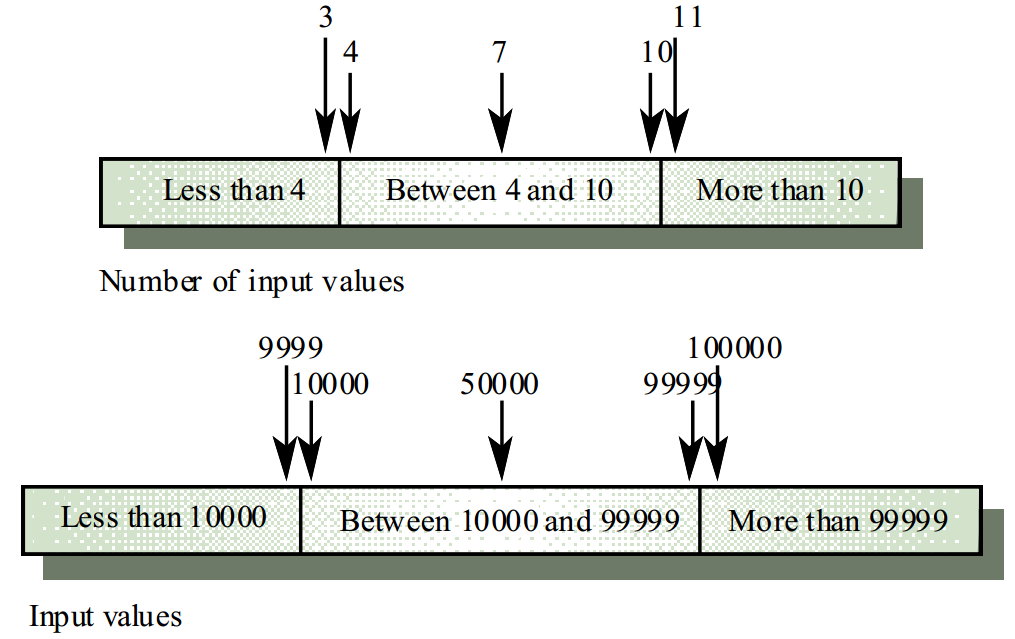 3
11
4
7
10
Less than 4
Between 4 and 10
More than 10
Number of input values
9999
100000
10000
50000
99999
Less than 10000
Between 10000 and 99999
More than 99999
Input values